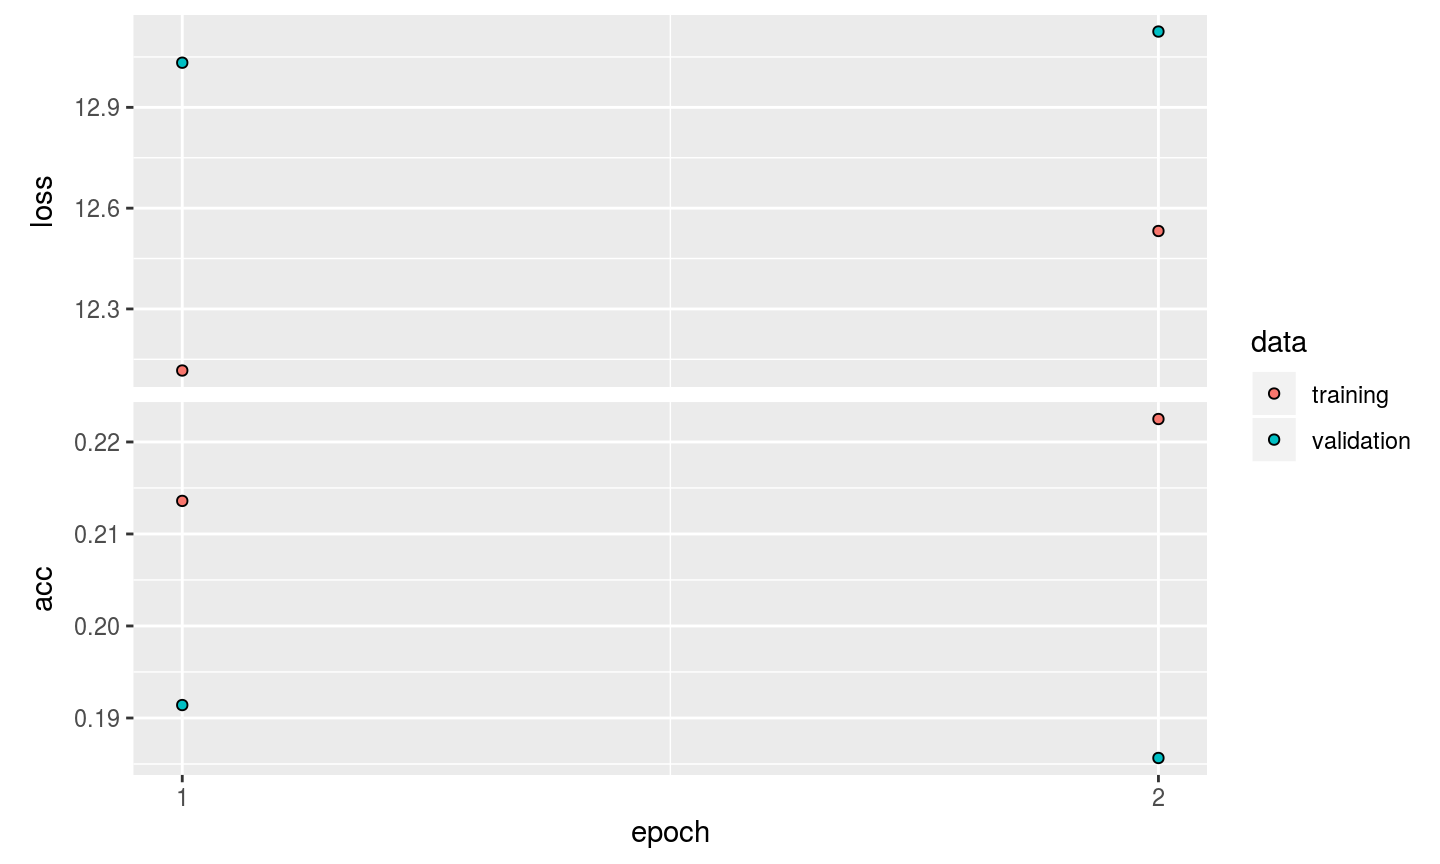 loss
12.9
12.6
12.3
acc
0.22
0.21
0.20
0.19
1
2
epoch
data
training
validation